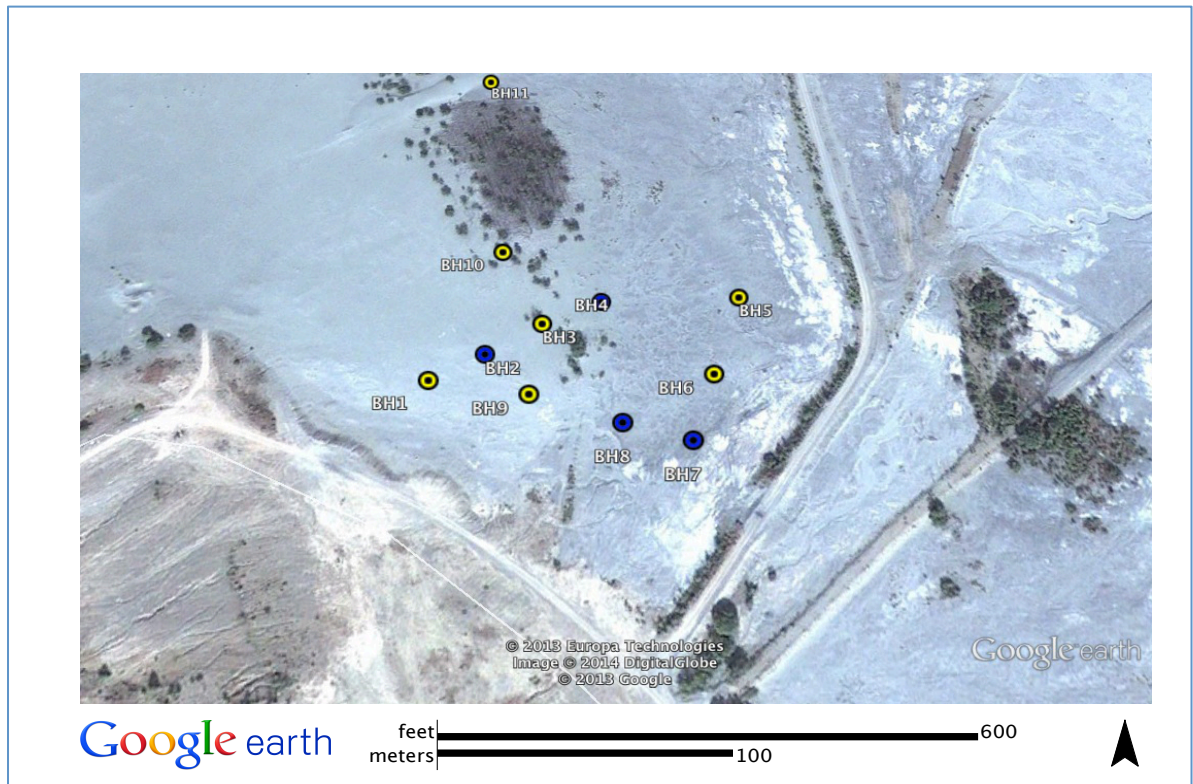 BH11
BH10
BH4
BH5
BH3
BH2
BH6
BH1
BH9
BH8
BH7
© 2013 Europa Technologies
Image © 2014 DigitalGlobe
© 2013 Google
Google earth
Google earth
feet
600
meters
100